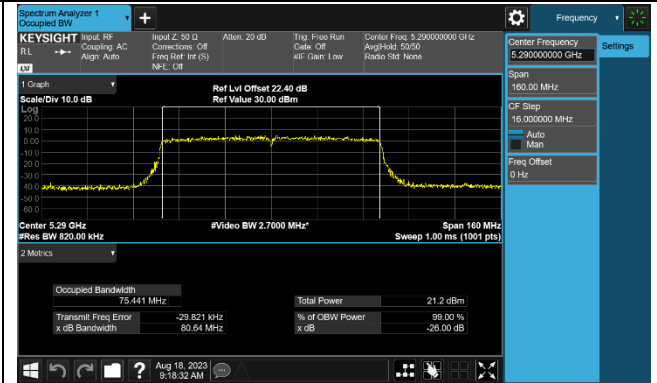 Spectrum Analyzer 1
Occupied BW
+
Frequency
KEYSIGHT
RL
LXI
Input: RF
Coupling: AC
Align: Auto
Input Z: 50 Ω
Corrections: Off
Freq Ref: Int (S)
NFE: Off
Atten: 20 dB
Trig: Free Run
Gate: Off
#IF Gain: Low
Center Freq: 5.290000000 GHz
Avg|Hold: 50/50
Radio Std: None
Center Frequency
5.290000000 GHz
Settings
Span
160.00 MHz
CF Step
16.000000 MHz
Auto
Man
Freq Offset
0 Hz
1 Graph
Scale/Div 10.0 dB
Ref Lvl Offset 22.40 dB
Ref Value 30.00 dBm
Log
20.0
10.0
0.00
-10.0
-20.0
-30.0
-40.0
-50.0
-60.0
Center 5.29 GHz
#Res BW 820.00 kHz
#Video BW 2.7000 MHz*
Span 160 MHz
Sweep 1.00 ms (1001 pts)
2 Metrics
Occupied Bandwidth
75.441 MHz
Total Power 21.2 dBm
Transmit Freq Error -29.821 kHz
% of OBW Power 99.00 %
x dB Bandwidth 80.64 MHz
x dB -26.00 dB
?
Aug 18, 2023
9:18:32 AM